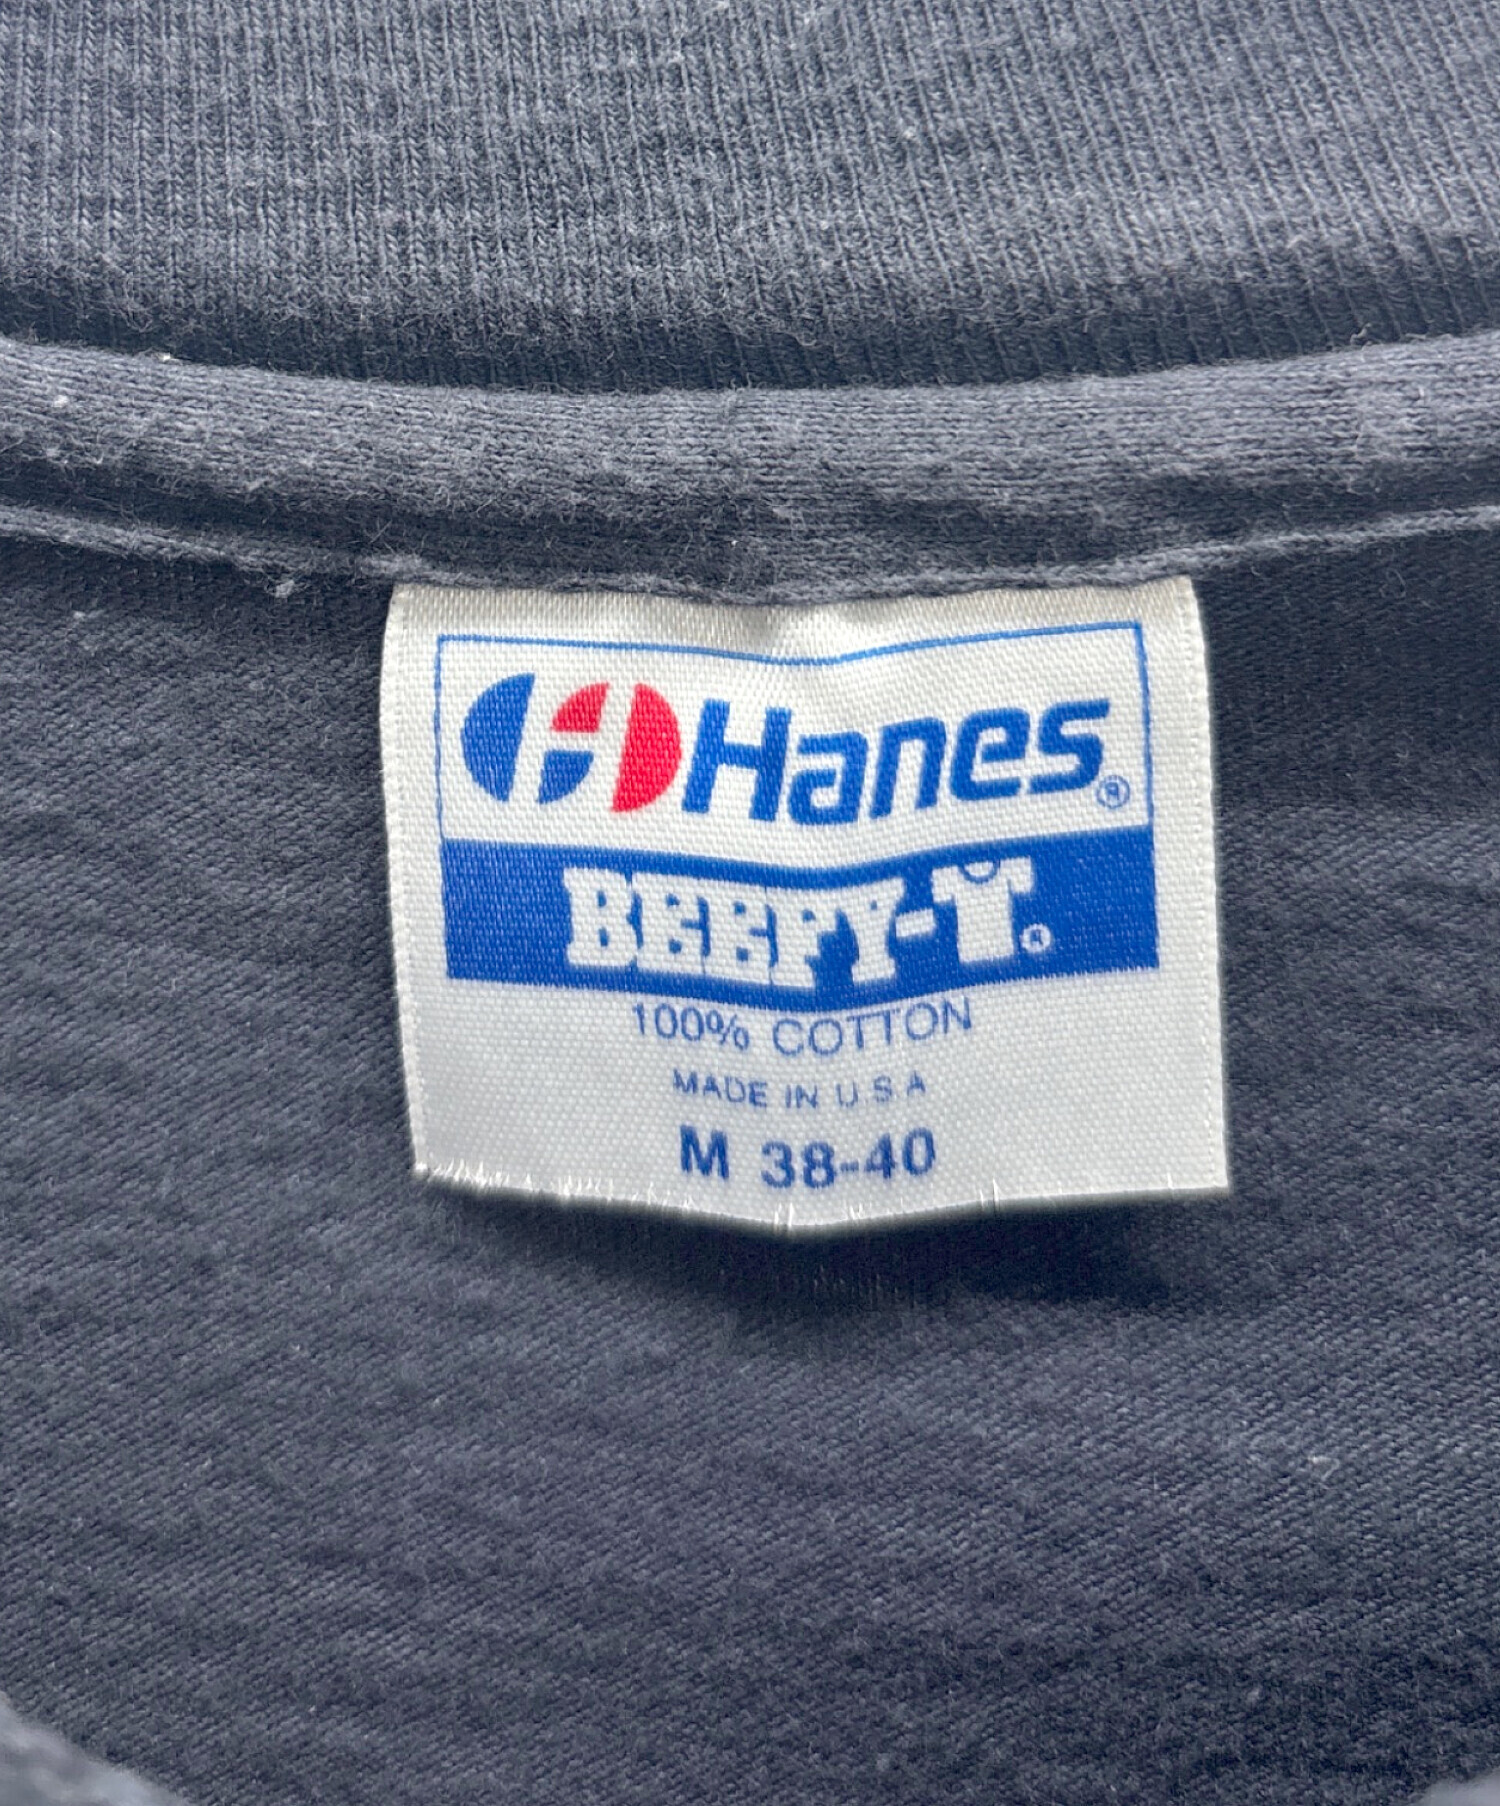 Hanes®
BEEFY-T®
100% COTTON
MADE IN U.S.A
M 38-40